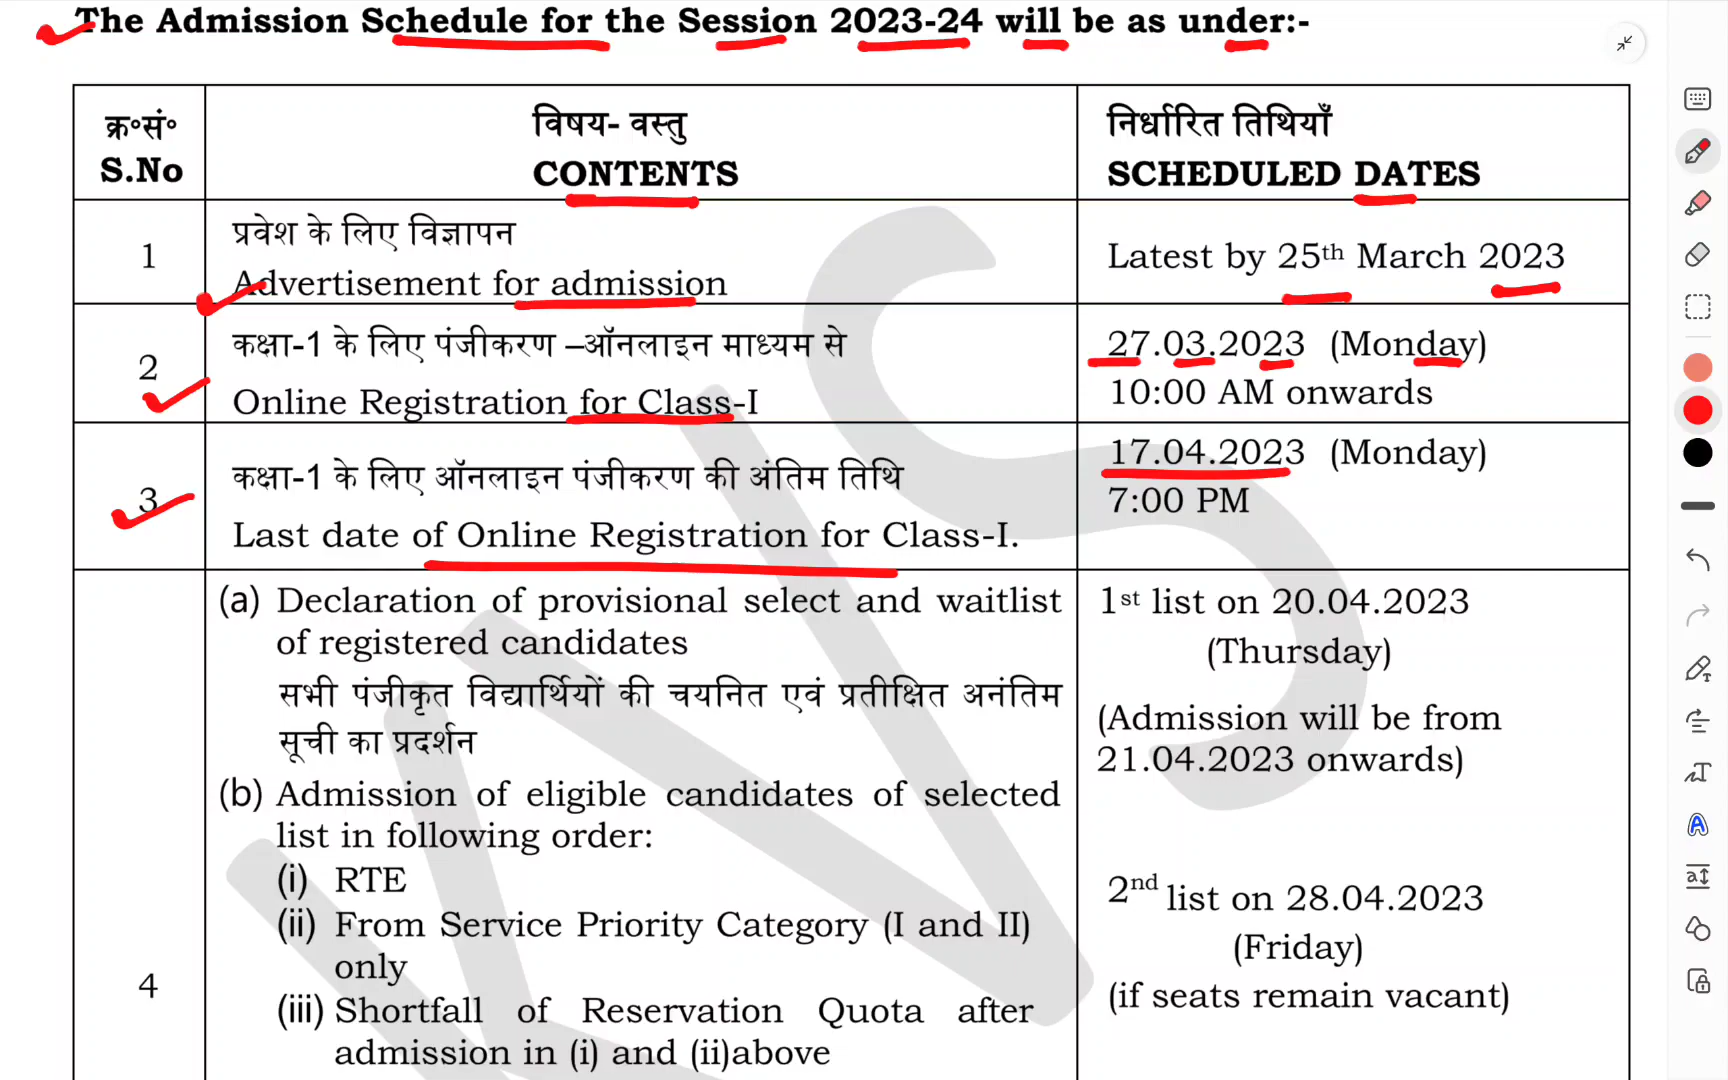 The Admission Schedule for the Session 2023-24 will be as under:-
क्र॰सं॰
S.No
विषय- वस्तु
CONTENTS
निर्धारित तिथियाँ
SCHEDULED DATES
1
प्रवेश के लिए विज्ञापन
Advertisement for admission
Latest by 25th March 2023
2
कक्षा-1 के लिए पंजीकरण –ऑनलाइन माध्यम से
Online Registration for Class-I
27.03.2023 (Monday)
10:00 AM onwards
3
कक्षा-1 के लिए ऑनलाइन पंजीकरण की अंतिम तिथि
Last date of Online Registration for Class-I.
17.04.2023 (Monday)
7:00 PM
4
(a) Declaration of provisional select and waitlist
of registered candidates
सभी पंजीकृत विद्यार्थियों की चयनित एवं प्रतीक्षित अनंतिम
सूची का प्रदर्शन
(b) Admission of eligible candidates of selected
list in following order:
(i) RTE
(ii) From Service Priority Category (I and II)
only
(iii) Shortfall of Reservation Quota after
admission in (i) and (ii)above
1st list on 20.04.2023
(Thursday)
(Admission will be from
21.04.2023 onwards)
2nd list on 28.04.2023
(Friday)
(if seats remain vacant)
KVS